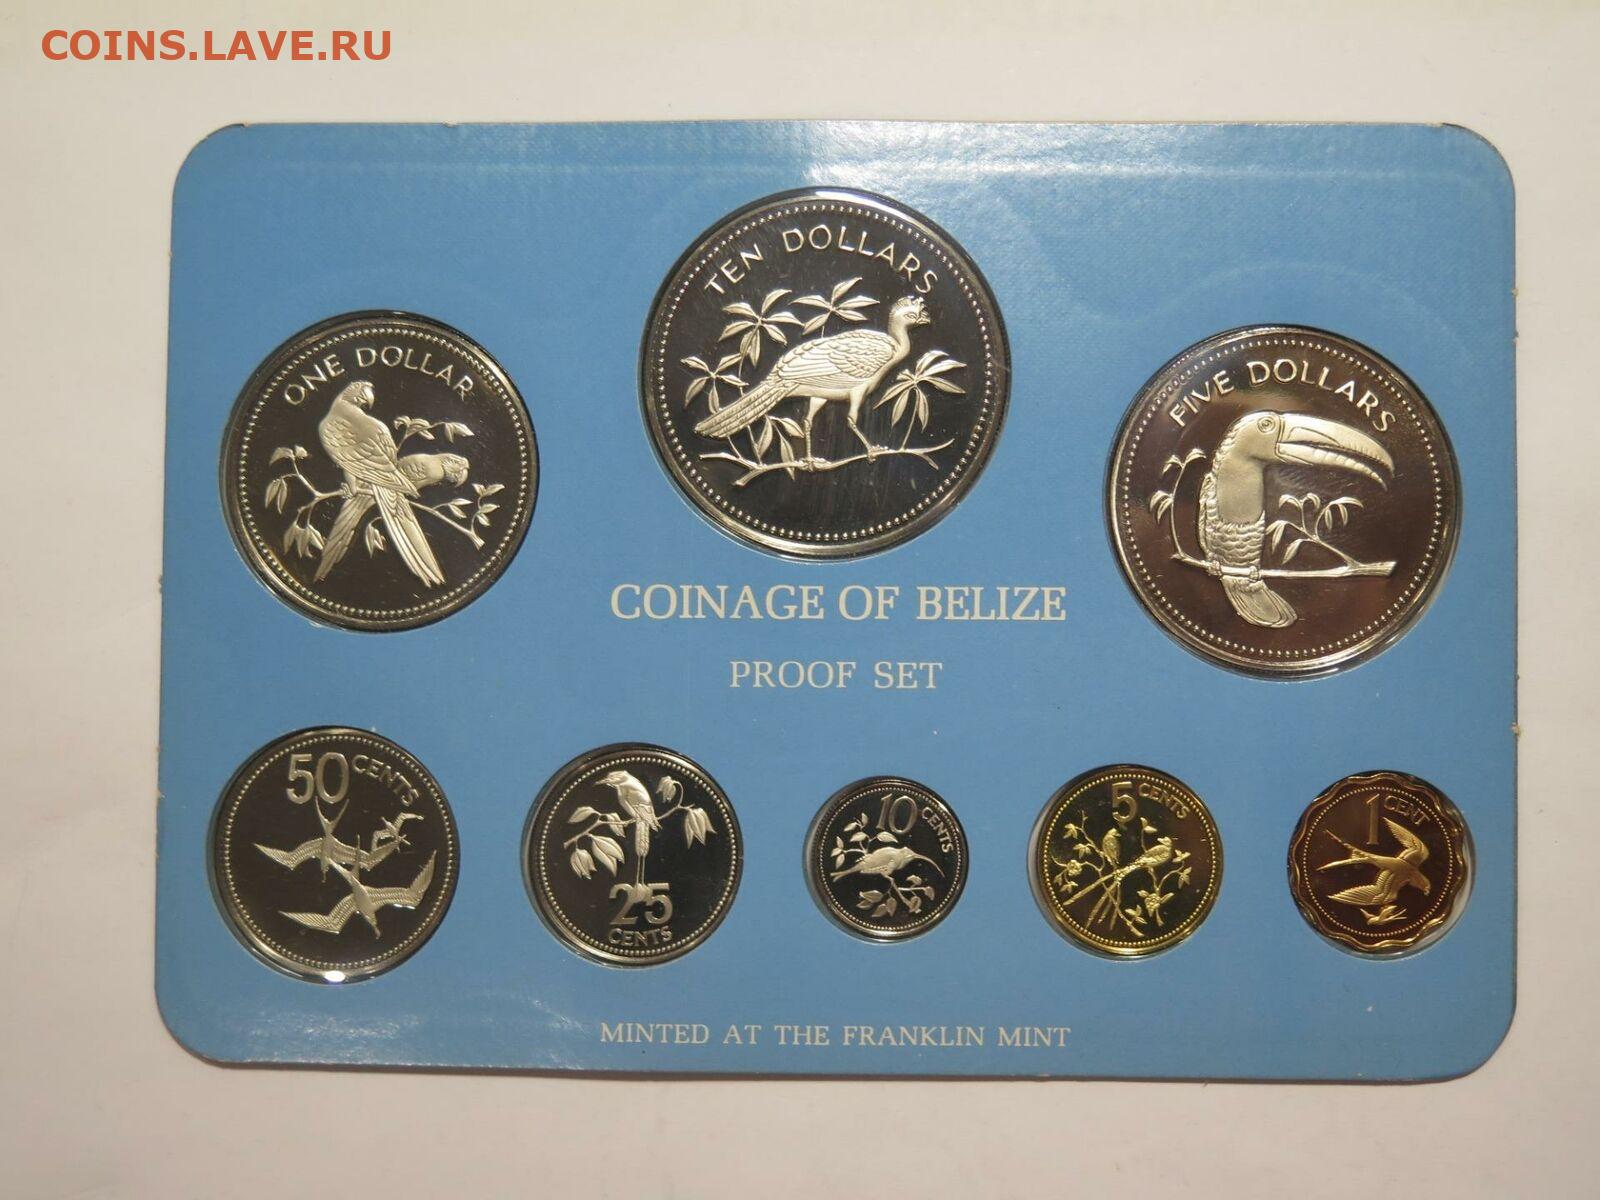 COINS.LAVE.RU
TEN DOLLARS
ONE DOLLAR
FIVE DOLLARS
COINAGE OF BELIZE
PROOF SET
50 CENTS
25
CENTS
10 CENTS
5 CENTS
1 CENT
MINTED AT THE FRANKLIN MINT